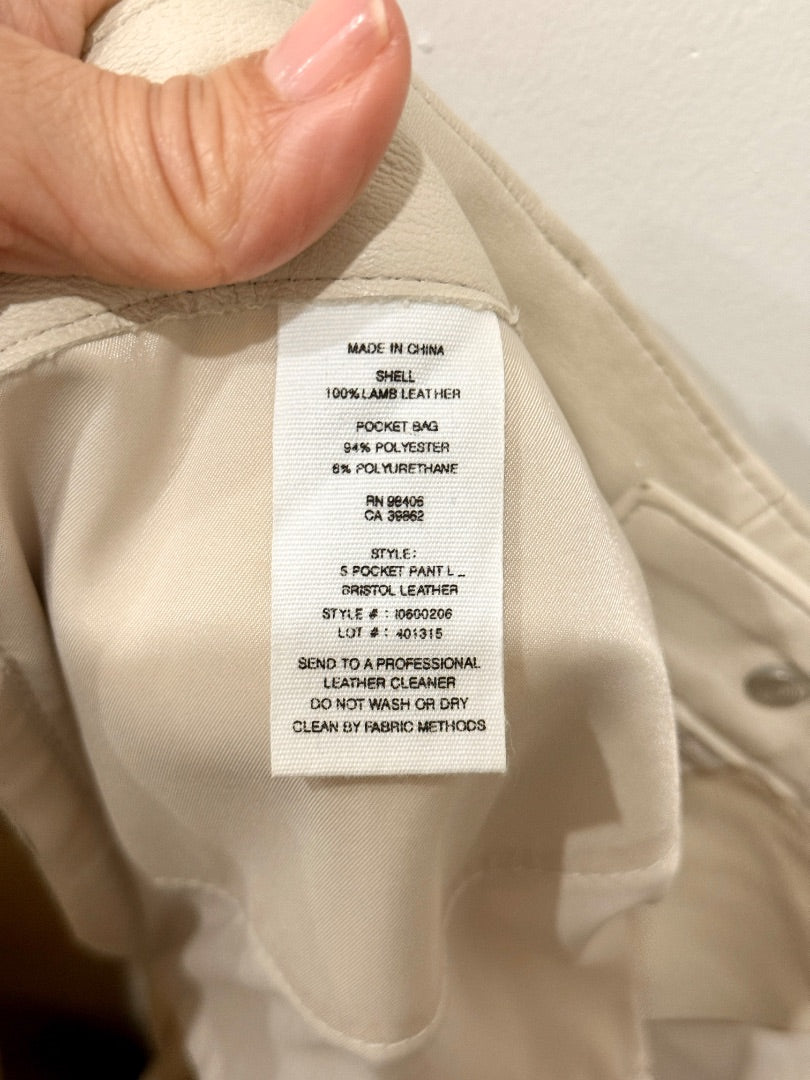 MADE IN CHINA
SHELL
100% LAMB LEATHER
POCKET BAG
94% POLYESTER
6% POLYURETHANE
RN 98406
CA 39862
STYLE:
5 POCKET PANT L _
BRISTOL LEATHER
STYLE # : I0600206
LOT # : 401315
SEND TO A PROFESSIONAL
LEATHER CLEANER
DO NOT WASH OR DRY
CLEAN BY FABRIC METHODS